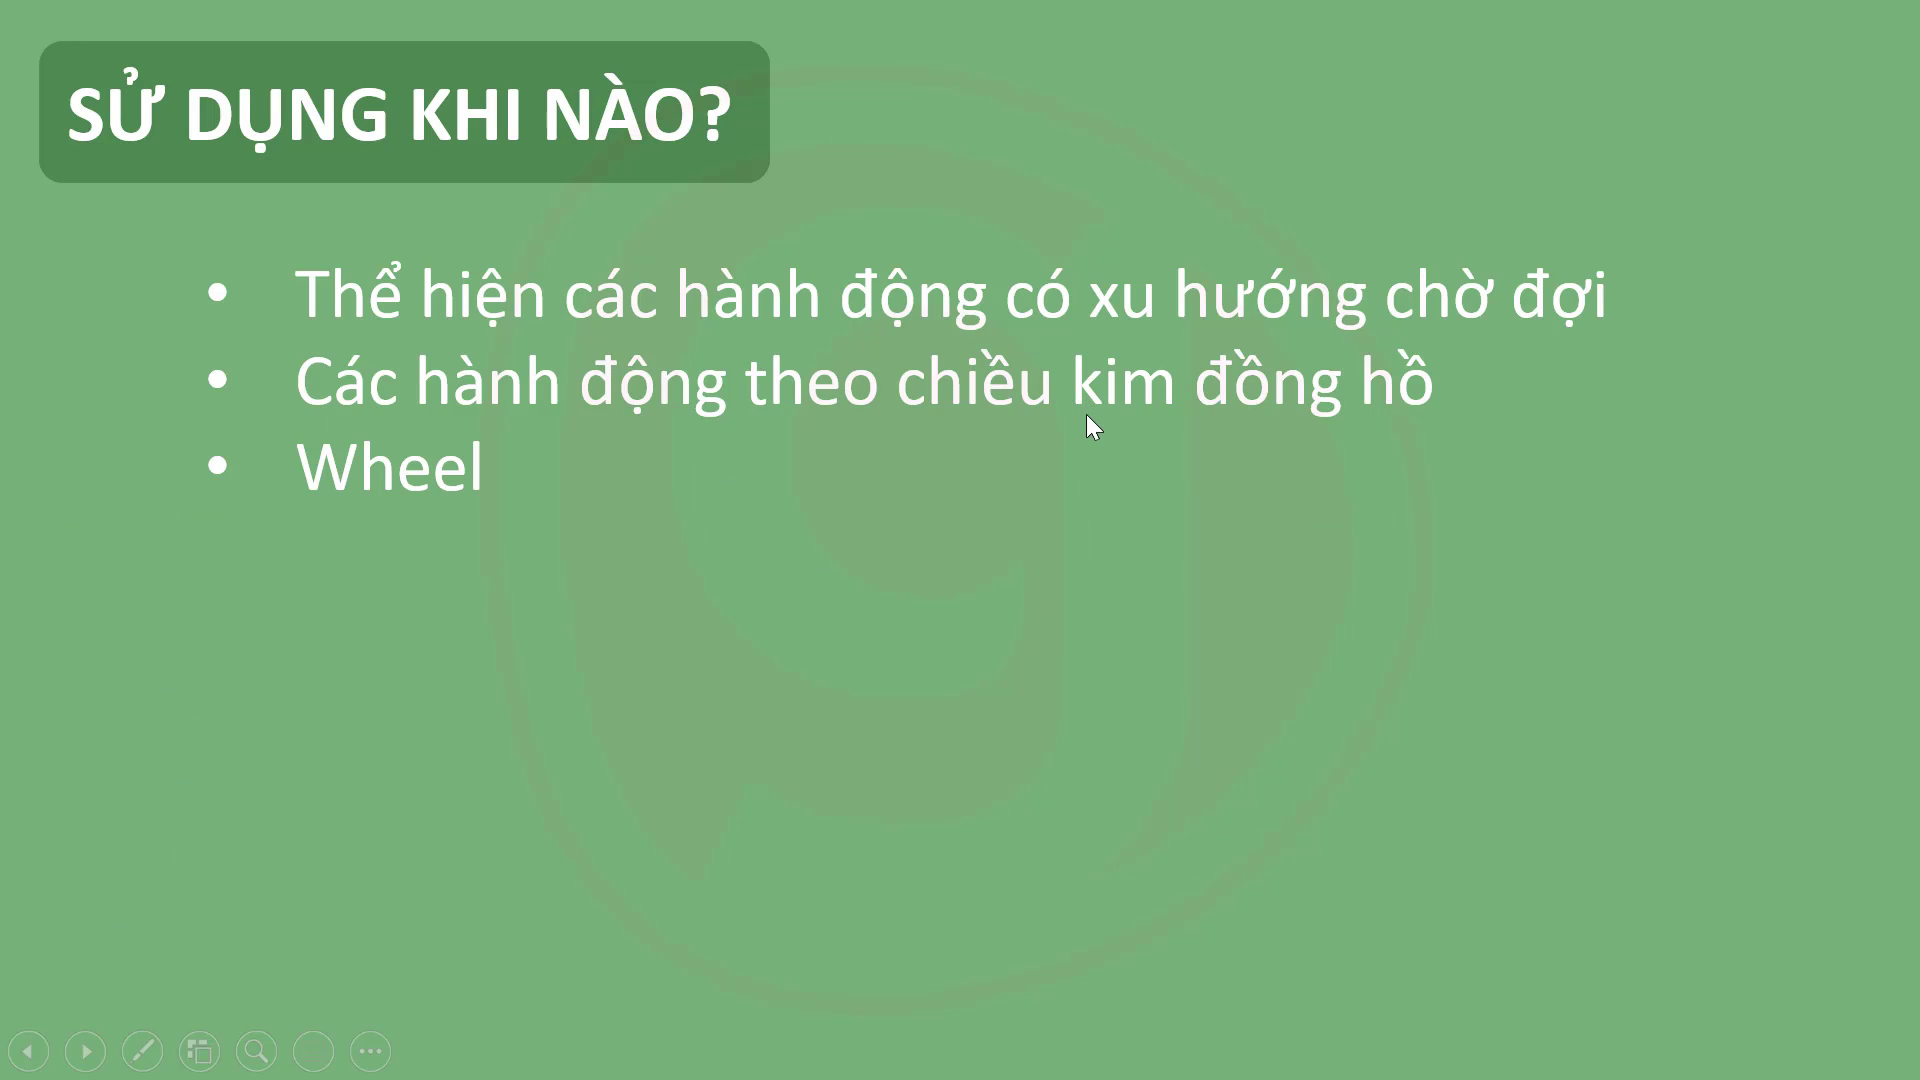 SỬ DỤNG KHI NÀO?
• Thể hiện các hành động có xu hướng chờ đợi
• Các hành động theo chiều kim đồng hồ
• Wheel